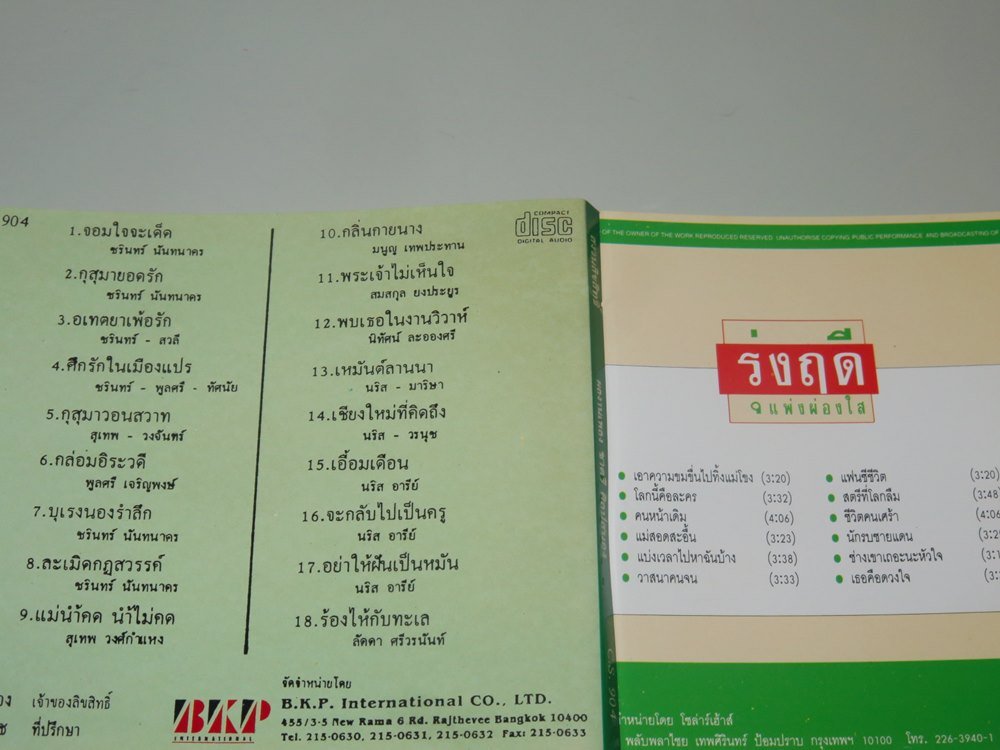 904
1.จอมใจจะเด็ด
ชรินทร์ นันทนาคร
2.กุสุมายอดรัก
ชรินทร์ นันทนาคร
3.อเทตยาเพ้อรัก
ชรินทร์ - สวลี
4.ศึกรักในเมืองแปร
ชรินทร์ - พูลศรี - ทัศนัย
5.กุสุมาวอนสวาท
สุเทพ - วงจันทร์
6.กล่อมอิระวดี
พูลศรี เจริญพงษ์
7.บุเรงนองรำลึก
ชรินทร์ นันทนาคร
8.ละเมิดกฎสวรรค์
ชรินทร์ นันทนาคร
9.แม่น้ำคด น้ำไม่คด
สุเทพ วงศ์กำแหง
10.กลิ่นกายนาง
มนูญ เทพประทาน
11.พระเจ้าไม่เห็นใจ
สมสกุล ยงประยูร
12.พบเธอในงานวิวาห์
นิทัศน์ ละอองศรี
13.เหมันต์ลานนา
นริส - มาริษา
14.เชียงใหม่ที่คิดถึง
นริส - วรนุช
15.เอื้อมเดือน
นริส อารีย์
16.จะกลับไปเป็นครู
นริส อารีย์
17.อย่าให้ฝันเป็นหมัน
นริส อารีย์
18.ร้องไห้กับทะเล
ลัดดา ศรีวรนันท์
COMPACT
disc
DIGITAL AUDIO
เจ้าของลิขสิทธิ์
ที่ปรึกษา
BKP
INTERNATIONAL
จัดจำหน่ายโดย
B.K.P. International CO., LTD.
455/3-5 New Rama 6 Rd. Rajthevee Bangkok 10400
Tel. 215-0630, 215-0631, 215-0632 Fax: 215-0633
CS. 904
OF THE OWNER OF THE WORK REPRODUCED RESERVED. UNAUTHORISE COPYING PUBLIC PERFORMANCE AND BROADCASTING OF
รุ่งฤดี
แพ่งผ่องใส
เอาความขมขื่นไปทิ้งแม่โขง (3:20)
โลกนี้คือละคร (3:32)
คนหน้าเดิม (4:06)
แม่สอดสะอื้น (3:23)
แบ่งเวลาไปหาฉันบ้าง (3:38)
วาสนาคนจน (3:33)
แฟนซีชีวิต (3:20)
สตรีที่โลกลืม (3:48
ชีวิตคนเศร้า (4:06
นักรบชายแดน
ช่างเขาเถอะนะหัวใจ
เธอคือดวงใจ
จำหน่ายโดย โซล่าร์เฮ้าส์
พลับพลาไชย เทพศิรินทร์ ป้อมปราบ กรุงเทพฯ 10100 โทร. 226-3940-1